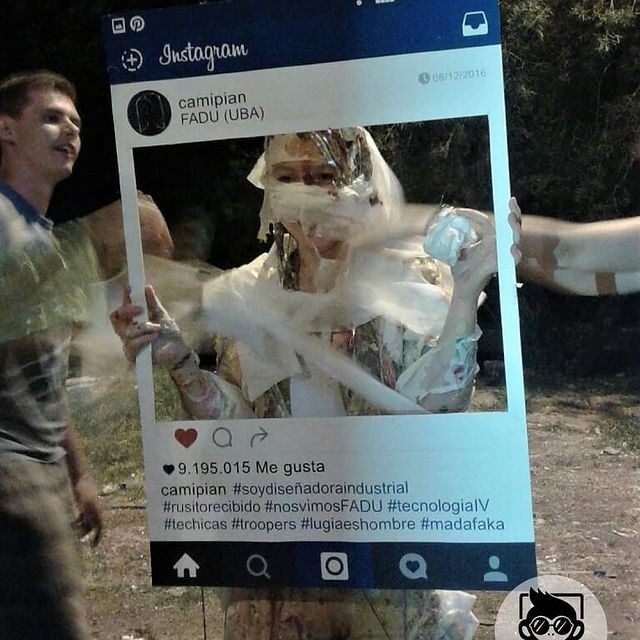 Instagram
06/12/2016
camipian
FADU (UBA)
9.195.015 Me gusta
camipian #soydiseñadoraindustrial
#rusitorecibido #nosvimosFADU #tecnologiaIV
#techicas #troopers #lugiaeshombre #madafaka